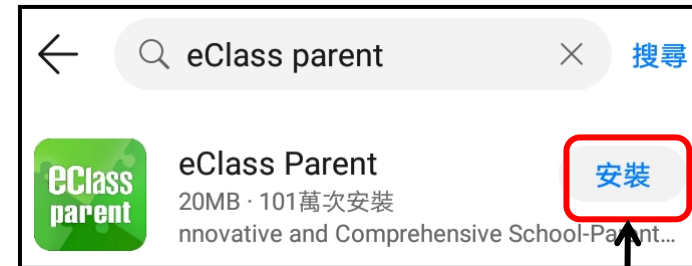 eClass parent
搜尋
eClass
parent
eClass Parent
安裝
20MB · 101萬次安裝
nnovative and Comprehensive School-Parent...